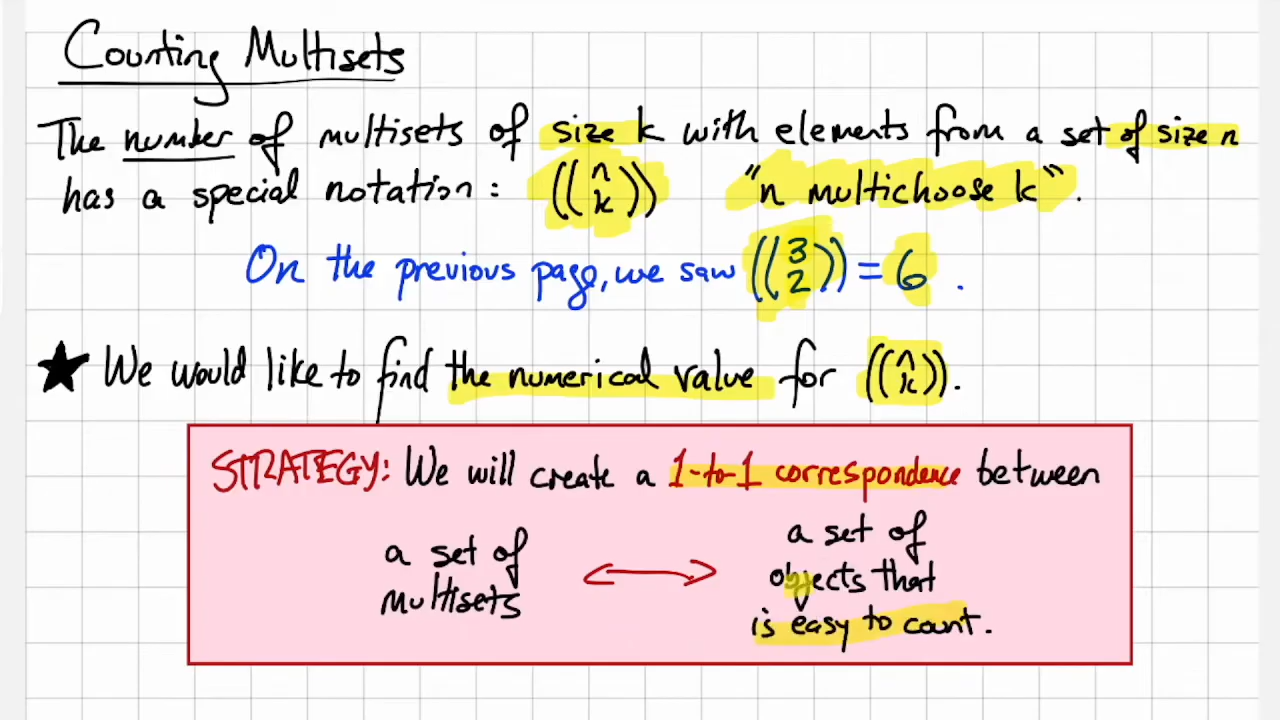 Counting Multisets
The number of multisets of size k with elements from a set of size n
has a special notation: ((n k)) "n multichoose k".
On the previous page, we saw ((3 2)) = 6.
★ We would like to find the numerical value for ((n k)).
STRATEGY: We will create a 1-to-1 correspondence between
a set of
multisets
⟷
a set of
objects that
is easy to count.